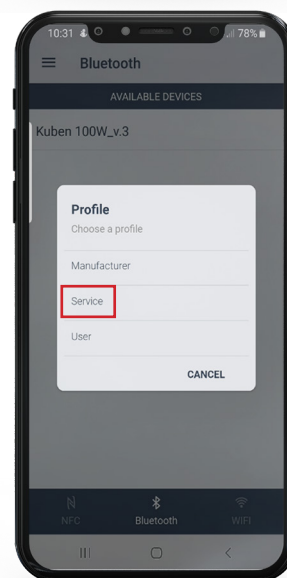 10:31
78%
Bluetooth
AVAILABLE DEVICES
Kuben 100W_v.3
Profile
Choose a profile
Manufacturer
Service
User
CANCEL
NFC Bluetooth WIFI